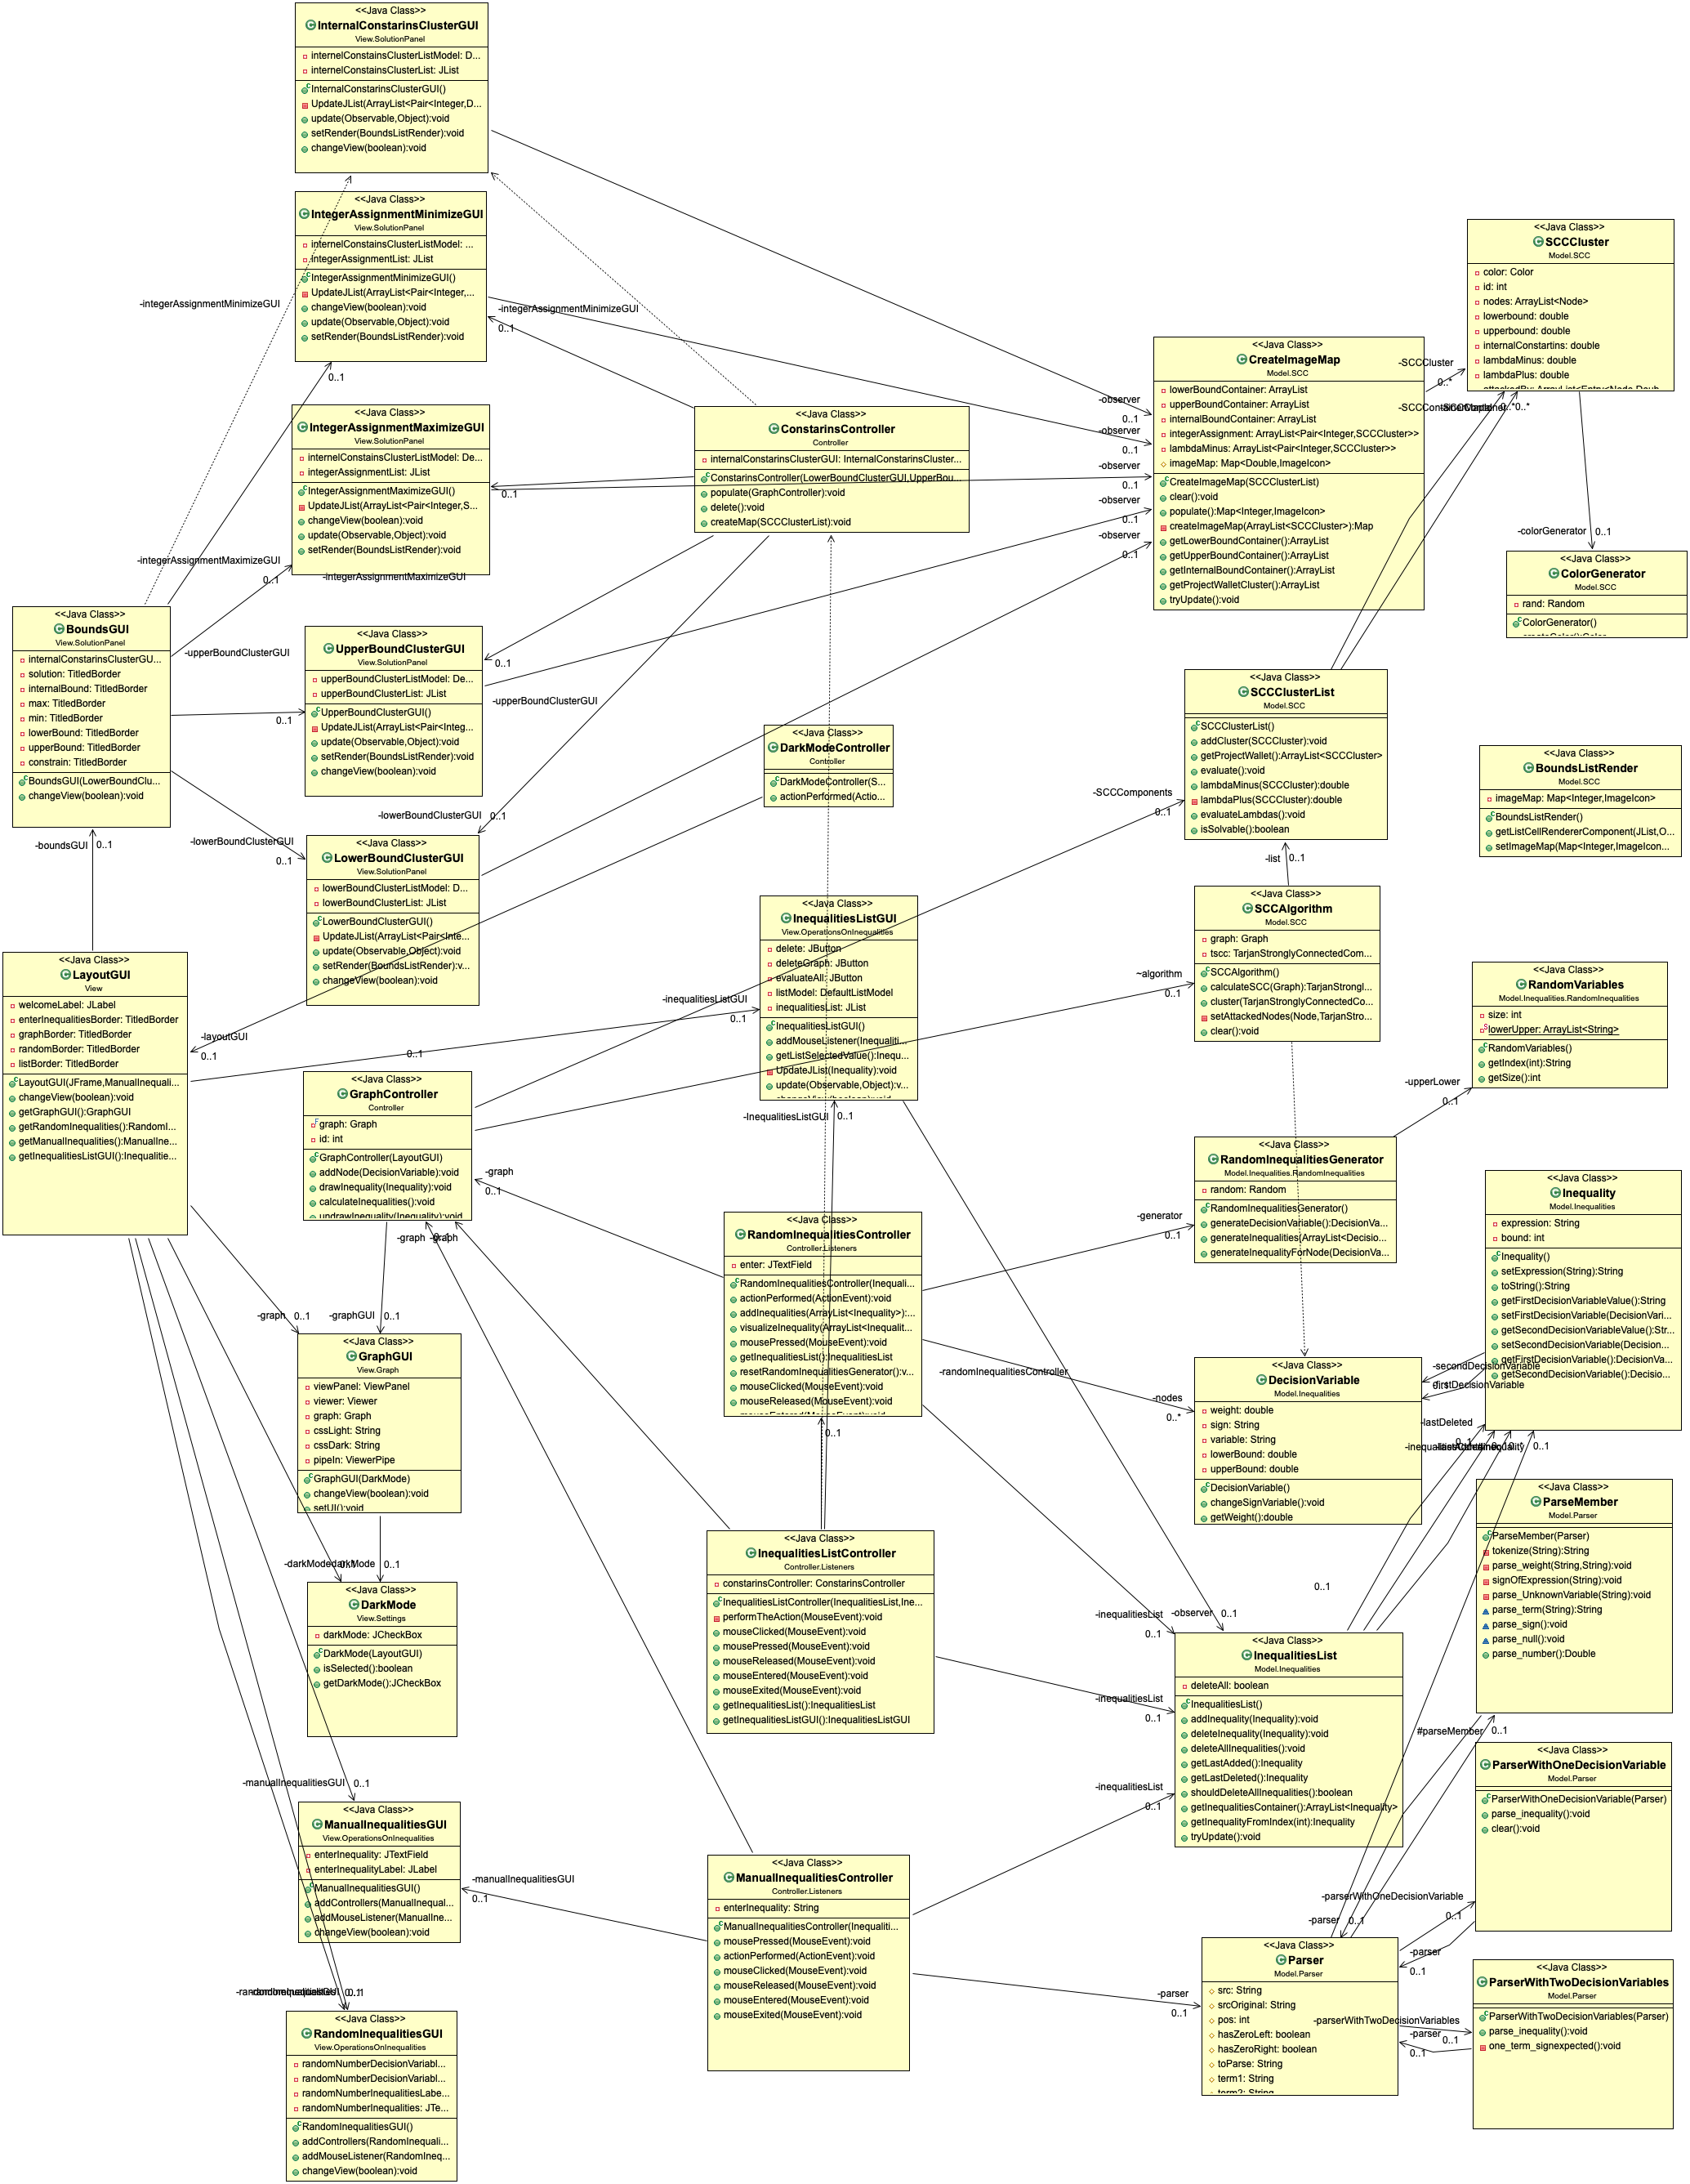 <<Java Class>>
InternalConstarinsClusterGUI
View.SolutionPanel
internelConstainsClusterListModel: D...
internelConstainsClusterList: JList
InternalConstarinsClusterGUI()
UpdateJList(ArrayList<Pair<Integer,D...
update(Observable,Object):void
setRender(BoundsListRender):void
changeView(boolean):void
<<Java Class>>
IntegerAssignmentMinimizeGUI
View.SolutionPanel
internelConstainsClusterListModel: ...
integerAssignmentList: JList
IntegerAssignmentMinimizeGUI()
UpdateJList(ArrayList<Pair<Integer,...
changeView(boolean):void
update(Observable,Object):void
setRender(BoundsListRender):void
<<Java Class>>
IntegerAssignmentMaximizeGUI
View.SolutionPanel
internelConstainsClusterListModel: De...
integerAssignmentList: JList
IntegerAssignmentMaximizeGUI()
UpdateJList(ArrayList<Pair<Integer,S...
changeView(boolean):void
update(Observable,Object):void
setRender(BoundsListRender):void
<<Java Class>>
ConstarinsController
Controller
internalConstarinsClusterGUI: InternalConstarinsCluster...
ConstarinsController(LowerBoundClusterGUI,UpperBou...
populate(GraphController):void
delete():void
createMap(SCCClusterList):void
<<Java Class>>
CreateImageMap
Model.SCC
lowerBoundContainer: ArrayList
upperBoundContainer: ArrayList
internalBoundContainer: ArrayList
integerAssignment: ArrayList<Pair<Integer,SCCCluster>>
lambdaMinus: ArrayList<Pair<Integer,SCCCluster>>
imageMap: Map<Double,ImageIcon>
CreateImageMap(SCCClusterList)
clear():void
populate():Map<Integer,ImageIcon>
createImageMap(ArrayList<SCCCluster>):Map
getLowerBoundContainer():ArrayList
getUpperBoundContainer():ArrayList
getInternalBoundContainer():ArrayList
getProjectWalletCluster():ArrayList
tryUpdate():void
<<Java Class>>
SCCCluster
Model.SCC
color: Color
id: int
nodes: ArrayList<Node>
lowerbound: double
upperbound: double
internalConstartins: double
lambdaMinus: double
lambdaPlus: double
<<Java Class>>
ColorGenerator
Model.SCC
rand: Random
ColorGenerator()
<<Java Class>>
BoundsGUI
View.SolutionPanel
internalConstarinsClusterGU...
solution: TitledBorder
internalBound: TitledBorder
max: TitledBorder
min: TitledBorder
lowerBound: TitledBorder
upperBound: TitledBorder
constrain: TitledBorder
BoundsGUI(LowerBoundClu...
changeView(boolean):void
<<Java Class>>
UpperBoundClusterGUI
View.SolutionPanel
upperBoundClusterListModel: De...
upperBoundClusterList: JList
UpperBoundClusterGUI()
UpdateJList(ArrayList<Pair<Integ...
update(Observable,Object):void
setRender(BoundsListRender):void
changeView(boolean):void
<<Java Class>>
DarkModeController
Controller
DarkModeController(S...
actionPerformed(Actio...
<<Java Class>>
SCCClusterList
Model.SCC
SCCClusterList()
addCluster(SCCCluster):void
getProjectWallet():ArrayList<SCCCluster>
evaluate():void
lambdaMinus(SCCCluster):double
lambdaPlus(SCCCluster):double
evaluateLambdas():void
isSolvable():boolean
<<Java Class>>
BoundsListRender
Model.SCC
imageMap: Map<Integer,ImageIcon>
BoundsListRender()
getListCellRendererComponent(JList,O...
setImageMap(Map<Integer,ImageIcon...
<<Java Class>>
LowerBoundClusterGUI
View.SolutionPanel
lowerBoundClusterListModel: D...
lowerBoundClusterList: JList
LowerBoundClusterGUI()
UpdateJList(ArrayList<Pair<Inte...
update(Observable,Object):void
setRender(BoundsListRender):v...
changeView(boolean):void
<<Java Class>>
InequalitiesListGUI
View.OperationsOnInequalities
delete: JButton
deleteGraph: JButton
evaluateAll: JButton
listModel: DefaultListModel
inequalitiesList: JList
InequalitiesListGUI()
addMouseListener(Inequaliti...
getListSelectedValue():Inequ...
UpdateJList(Inequality):void
update(Observable,Object):v...
<<Java Class>>
SCCAlgorithm
Model.SCC
graph: Graph
tscc: TarjanStronglyConnectedCom...
SCCAlgorithm()
calculateSCC(Graph):TarjanStrongl...
cluster(TarjanStronglyConnectedCo...
setAttackedNodes(Node,TarjanStro...
clear():void
<<Java Class>>
RandomVariables
Model.Inequalities.RandomInequalities
size: int
lowerUpper: ArrayList<String>
RandomVariables()
getIndex(int):String
getSize():int
<<Java Class>>
LayoutGUI
View
welcomeLabel: JLabel
enterInequalitiesBorder: TitledBorder
graphBorder: TitledBorder
randomBorder: TitledBorder
listBorder: TitledBorder
LayoutGUI(JFrame,ManualInequali...
changeView(boolean):void
getGraphGUI():GraphGUI
getRandomInequalities():RandomI...
getManualInequalities():ManualIne...
getInequalitiesListGUI():Inequalitie...
<<Java Class>>
GraphController
Controller
graph: Graph
id: int
GraphController(LayoutGUI)
addNode(DecisionVariable):void
drawInequality(Inequality):void
calculateInequalities():void
undrawInequality(Inequality):void
<<Java Class>>
RandomInequalitiesGenerator
Model.Inequalities.RandomInequalities
random: Random
RandomInequalitiesGenerator()
generateDecisionVariable():DecisionVa...
generateInequalities(ArrayList<Decisio...
generateInequalityForNode(DecisionVa...
<<Java Class>>
Inequality
Model.Inequalities
expression: String
bound: int
Inequality()
setExpression(String):String
toString():String
getFirstDecisionVariableValue():String
setFirstDecisionVariable(DecisionVari...
getSecondDecisionVariableValue():Str...
setSecondDecisionVariable(Decision...
getFirstDecisionVariable():DecisionVa...
getSecondDecisionVariable():Decisio...
<<Java Class>>
RandomInequalitiesController
Controller.Listeners
enter: JTextField
RandomInequalitiesController(Inequali...
actionPerformed(ActionEvent):void
addInequalities(ArrayList<Inequality>):...
visualizeInequality(ArrayList<Inequalit...
mousePressed(MouseEvent):void
getInequalitiesList():InequalitiesList
resetRandomInequalitiesGenerator():v...
mouseClicked(MouseEvent):void
mouseReleased(MouseEvent):void
<<Java Class>>
GraphGUI
View.Graph
viewPanel: ViewPanel
viewer: Viewer
graph: Graph
cssLight: String
cssDark: String
pipeIn: ViewerPipe
GraphGUI(DarkMode)
changeView(boolean):void
setUI():void
<<Java Class>>
DecisionVariable
Model.Inequalities
weight: double
sign: String
variable: String
lowerBound: double
upperBound: double
DecisionVariable()
changeSignVariable():void
getWeight():double
<<Java Class>>
ParseMember
Model.Parser
ParseMember(Parser)
tokenize(String):String
parse_weight(String,String):void
signOfExpression(String):void
parse_UnknownVariable(String):void
parse_term(String):String
parse_sign():void
parse_null():void
parse_number():Double
<<Java Class>>
InequalitiesListController
Controller.Listeners
constarinsController: ConstarinsController
InequalitiesListController(InequalitiesList,Ine...
performTheAction(MouseEvent):void
mouseClicked(MouseEvent):void
mousePressed(MouseEvent):void
mouseReleased(MouseEvent):void
mouseEntered(MouseEvent):void
mouseExited(MouseEvent):void
getInequalitiesList():InequalitiesList
getInequalitiesListGUI():InequalitiesListGUI
<<Java Class>>
DarkMode
View.Settings
darkMode: JCheckBox
DarkMode(LayoutGUI)
isSelected():boolean
getDarkMode():JCheckBox
<<Java Class>>
InequalitiesList
Model.Inequalities
deleteAll: boolean
InequalitiesList()
addInequality(Inequality):void
deleteInequality(Inequality):void
deleteAllInequalities():void
getLastAdded():Inequality
getLastDeleted():Inequality
shouldDeleteAllInequalities():boolean
getInequalitiesContainer():ArrayList<Inequality>
getInequalityFromIndex(int):Inequality
tryUpdate():void
<<Java Class>>
ParserWithOneDecisionVariable
Model.Parser
ParserWithOneDecisionVariable(Parser)
parse_inequality():void
clear():void
<<Java Class>>
ManualInequalitiesGUI
View.OperationsOnInequalities
enterInequality: JTextField
enterInequalityLabel: JLabel
ManualInequalitiesGUI()
addControllers(ManualInequal...
addMouseListener(ManualIne...
changeView(boolean):void
<<Java Class>>
ManualInequalitiesController
Controller.Listeners
enterInequality: String
ManualInequalitiesController(Inequaliti...
mousePressed(MouseEvent):void
actionPerformed(ActionEvent):void
mouseClicked(MouseEvent):void
mouseReleased(MouseEvent):void
mouseEntered(MouseEvent):void
mouseExited(MouseEvent):void
<<Java Class>>
Parser
Model.Parser
src: String
srcOriginal: String
pos: int
hasZeroLeft: boolean
hasZeroRight: boolean
toParse: String
term1: String
term2: String
<<Java Class>>
ParserWithTwoDecisionVariables
Model.Parser
ParserWithTwoDecisionVariables(Parser)
parse_inequality():void
one_term_signexpected():void
<<Java Class>>
RandomInequalitiesGUI
View.OperationsOnInequalities
randomNumberDecisionVariabl...
randomNumberDecisionVariabl...
randomNumberInequalitiesLabe...
randomNumberInequalities: JTe...
RandomInequalitiesGUI()
addControllers(RandomInequali...
addMouseListener(RandomIneq...
changeView(boolean):void
-integerAssignmentMinimizeGUI
0..1
-integerAssignmentMinimizeGUI
0..1
-integerAssignmentMaximizeGUI
0..1
-integerAssignmentMaximizeGUI
0..1
-upperBoundClusterGUI
0..1
-upperBoundClusterGUI
0..1
-lowerBoundClusterGUI
0..1
-lowerBoundClusterGUI
0..1
-boundsGUI
0..1
-observer
0..1
-observer
0..1
-observer
0..1
-observer
0..1
-observer
0..1
-SCCCluster
0..*
0..*
-colorGenerator
0..1
-SCCComponents
0..1
-list
0..1
~algorithm
0..1
-upperLower
0..1
-layoutGUI
0..1
-inequalitiesListGUI
0..1
0..1
-InequalitiesListGUI
0..1
-graph
0..1
-graph
-graph
-graph
0..1
-graphGUI
0..1
-generator
0..1
-nodes
0..*
-randomInequalitiesController
0..1
-secondDecisionVariable
-firstDecisionVariable
0..1
-lastDeleted
0..1
0..1
0..1
-darkMode
darkMode
0..1
-inequalitiesList
0..1
-observer
0..1
-inequalitiesList
0..1
-inequalitiesList
0..1
#parseMember
0..1
-manualInequalitiesGUI
0..1
-manualInequalitiesGUI
0..1
-parserWithOneDecisionVariable
0..1
-parser
0..1
-parser
0..1
-parser
0..1
-parserWithTwoDecisionVariables
0..1
-parser
0..1